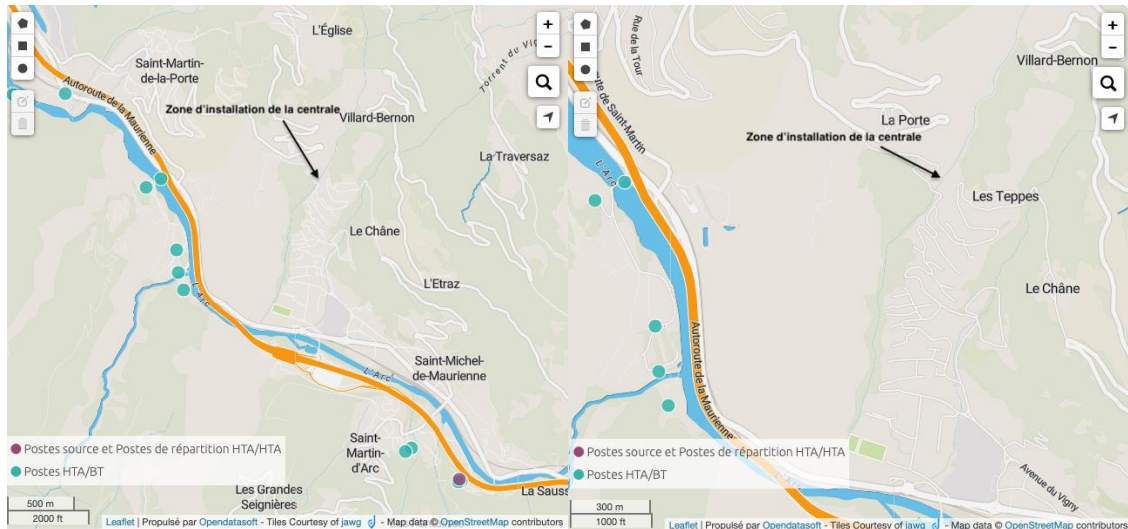 L'Église
Saint-Martin-
de-la-Porte
Torrent du Vig
Autoroute de la Maurienne
Zone d'installation de la centrale
Villard-Bernon
La Traversaz
Le Chêne
L'Etraz
L'Arc
L'Arc
Saint-Michel-
de-Maurienne
Postes source et Postes de répartition HTA/HTA
Postes HTA/BT
Saint-
Martin-
d'Arc
Les Grandes
Seignières
La Sauss
500 m
2000 ft
Leaflet | Propulsé par Opendatasoft - Tiles Courtesy of jawg - Map data © OpenStreetMap contributors
+
−
Rue de la Tour
Villard-Bernon
ute de Saint-Martin
La Porte
Zone d'installation de la centrale
L'Arc
Les Teppes
Le Châne
Autoroute de la Maurienne
Postes source et Postes de répartition HTA/HTA
Postes HTA/BT
Avenue du Vigny
300 m
1000 ft
Leaflet | Propulsé par Opendatasoft - Tiles Courtesy of jawg - Map data © OpenStreetMap contributors
+
−